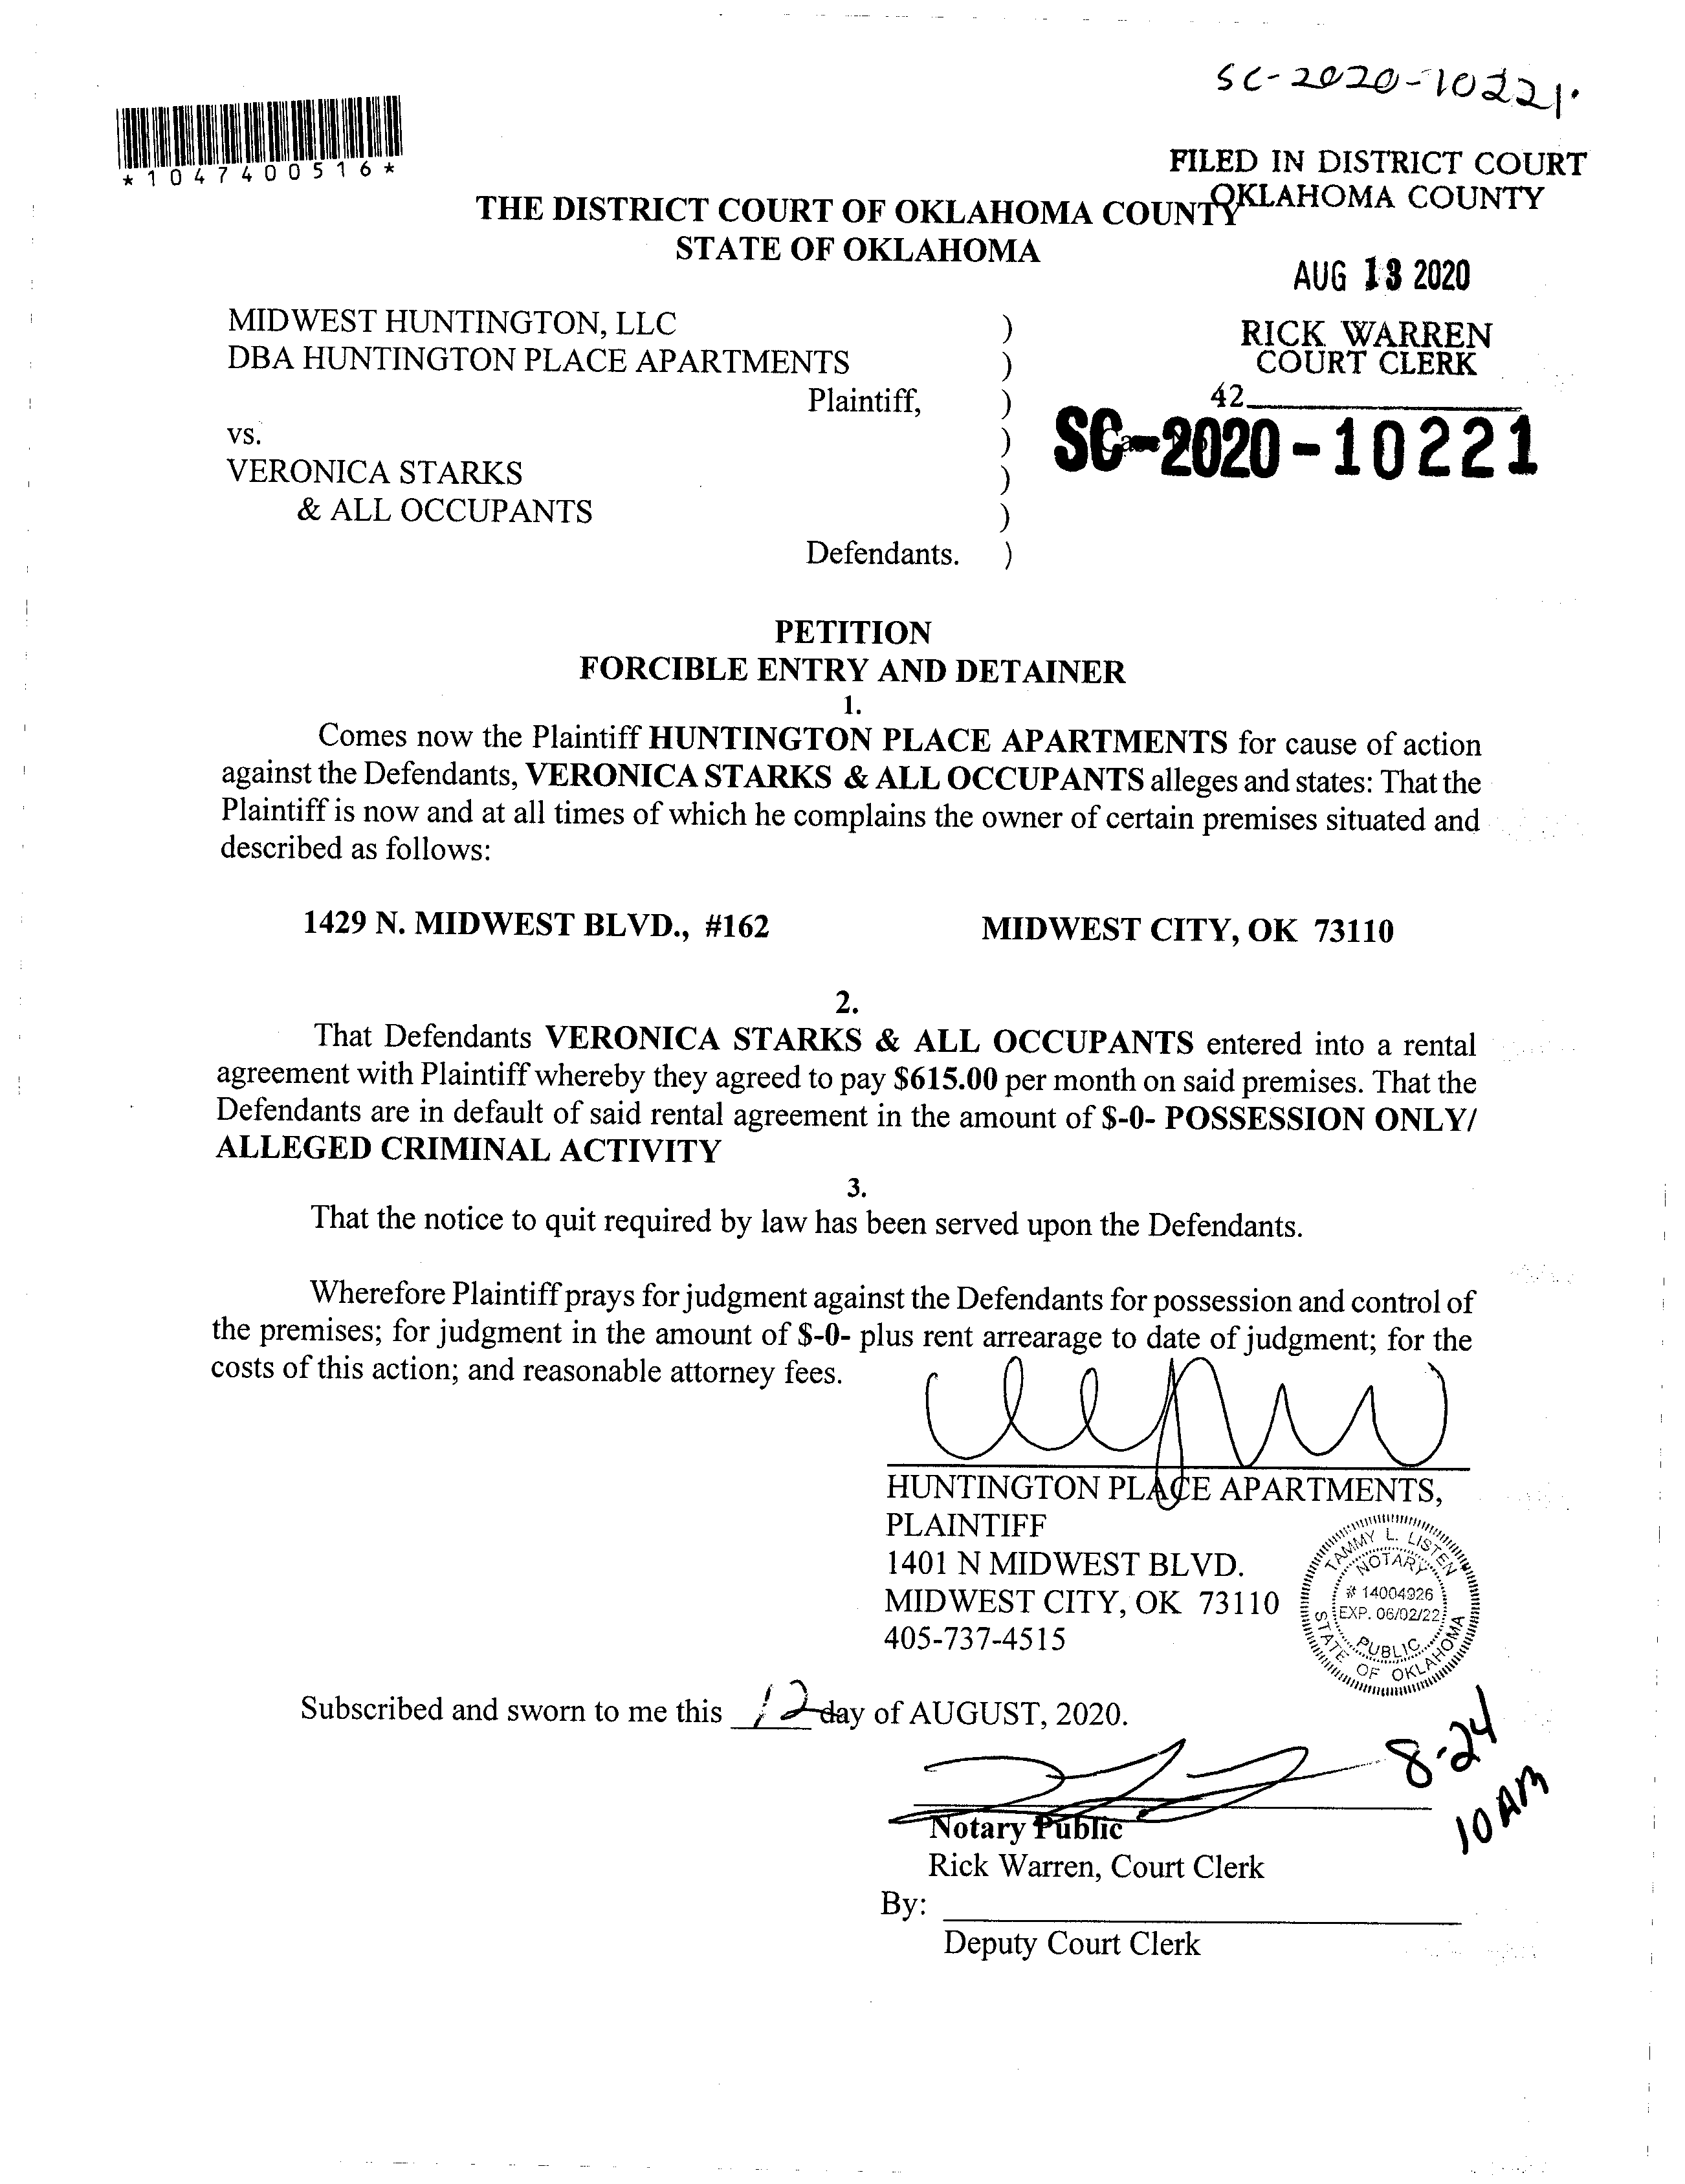 SC-2020-10221.
*1047400516*
FILED IN DISTRICT COURT
OKLAHOMA COUNTY
THE DISTRICT COURT OF OKLAHOMA COUNTY
STATE OF OKLAHOMA
AUG 13 2020
MIDWEST HUNTINGTON, LLC )
DBA HUNTINGTON PLACE APARTMENTS )
Plaintiff, )
RICK WARREN
COURT CLERK
42
SC-2020-10221
vs. )
VERONICA STARKS )
& ALL OCCUPANTS )
Defendants. )
PETITION
FORCIBLE ENTRY AND DETAINER
1.
Comes now the Plaintiff HUNTINGTON PLACE APARTMENTS for cause of action
against the Defendants, VERONICA STARKS & ALL OCCUPANTS alleges and states: That the
Plaintiff is now and at all times of which he complains the owner of certain premises situated and
described as follows:
1429 N. MIDWEST BLVD., #162 MIDWEST CITY, OK 73110
2.
That Defendants VERONICA STARKS & ALL OCCUPANTS entered into a rental
agreement with Plaintiff whereby they agreed to pay $615.00 per month on said premises. That the
Defendants are in default of said rental agreement in the amount of $-0- POSSESSION ONLY/
ALLEGED CRIMINAL ACTIVITY
3.
That the notice to quit required by law has been served upon the Defendants.
Wherefore Plaintiff prays for judgment against the Defendants for possession and control of
the premises; for judgment in the amount of $-0- plus rent arrearage to date of judgment; for the
costs of this action; and reasonable attorney fees.
HUNTINGTON PLACE APARTMENTS,
PLAINTIFF
1401 N MIDWEST BLVD.
MIDWEST CITY, OK 73110
405-737-4515
TAMMY L. LISTEN
NOTARY
# 14004926
EXP. 06/02/22
PUBLIC
STATE OF OKLAHOMA
Subscribed and sworn to me this 12 day of AUGUST, 2020.
8-24
10 AM
Notary Public
Rick Warren, Court Clerk
By:
Deputy Court Clerk